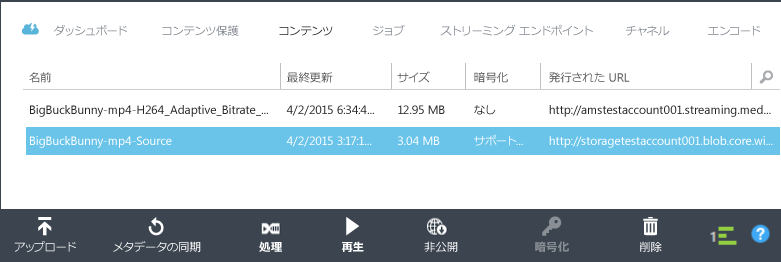 ダッシュボード コンテンツ保護 コンテンツ ジョブ ストリーミング エンドポイント チャネル エンコード
名前 最終更新 サイズ 暗号化 発行された URL
BigBuckBunny-mp4-H264_Adaptive_Bitrate_... 4/2/2015 6:34:4... 12.95 MB なし http://amstestaccount001.streaming.med...
BigBuckBunny-mp4-Source 4/2/2015 3:17:1... 3.04 MB サポート... http://storagetestaccount001.blob.core.wi...
アップロード メタデータの同期 処理 再生 非公開 暗号化 削除 1 ?